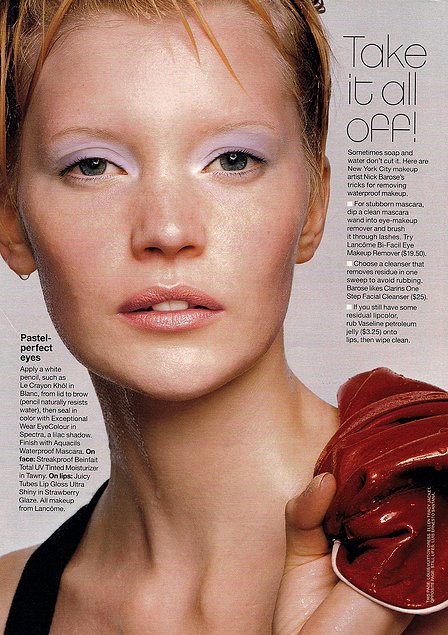 Take
it all
off!
Sometimes soap and
water don't cut it. Here are
New York City makeup
artist Nick Barose's
tricks for removing
waterproof makeup.
For stubborn mascara,
dip a clean mascara
wand into eye-makeup
remover and brush
it through lashes. Try
Lancôme Bi-Facil Eye
Makeup Remover ($19.50).
Choose a cleanser that
removes residue in one
sweep to avoid rubbing.
Barose likes Clarins One
Step Facial Cleanser ($25).
If you still have some
residual lipcolor,
rub Vaseline petroleum
jelly ($3.25) onto
lips, then wipe clean.
Pastel-
perfect
eyes
Apply a white
pencil, such as
Le Crayon Khôl in
Blanc, from lid to brow
(pencil naturally resists
water), then seal in
color with Exceptional
Wear EyeColour in
Spectra, a lilac shadow.
Finish with Aquacils
Waterproof Mascara. On
face: Streakproof Beinfait
Total UV Tinted Moisturizer
in Tawny. On lips: Juicy
Tubes Lip Gloss Ultra
Shiny in Strawberry
Glaze. All makeup
from Lancôme.